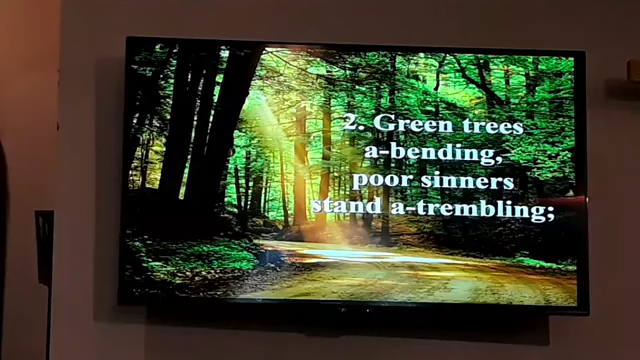 2. Green trees
a-bending,
poor sinners
stand a-trembling;